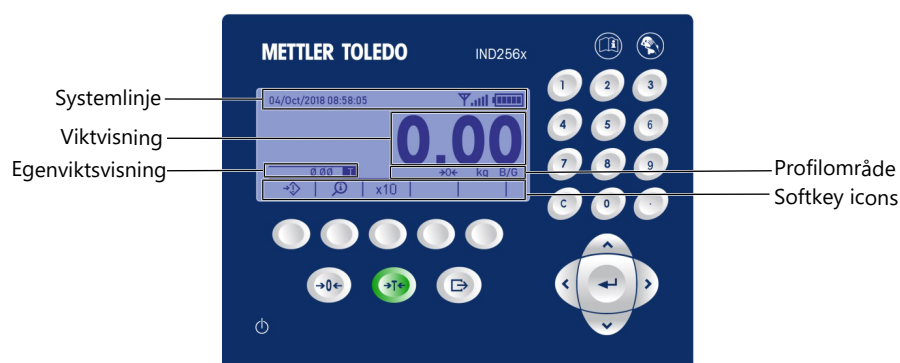 METTLER TOLEDO IND256x
Systemlinje
04/Oct/2018 08:58:05
Viktvisning
0.00
Egenviktsvisning
0.00 T
→0← kg B/G
Profilområde
x10
Softkey icons
1 2 3
4 5 6
7 8 9
C 0 .
→0← →T←